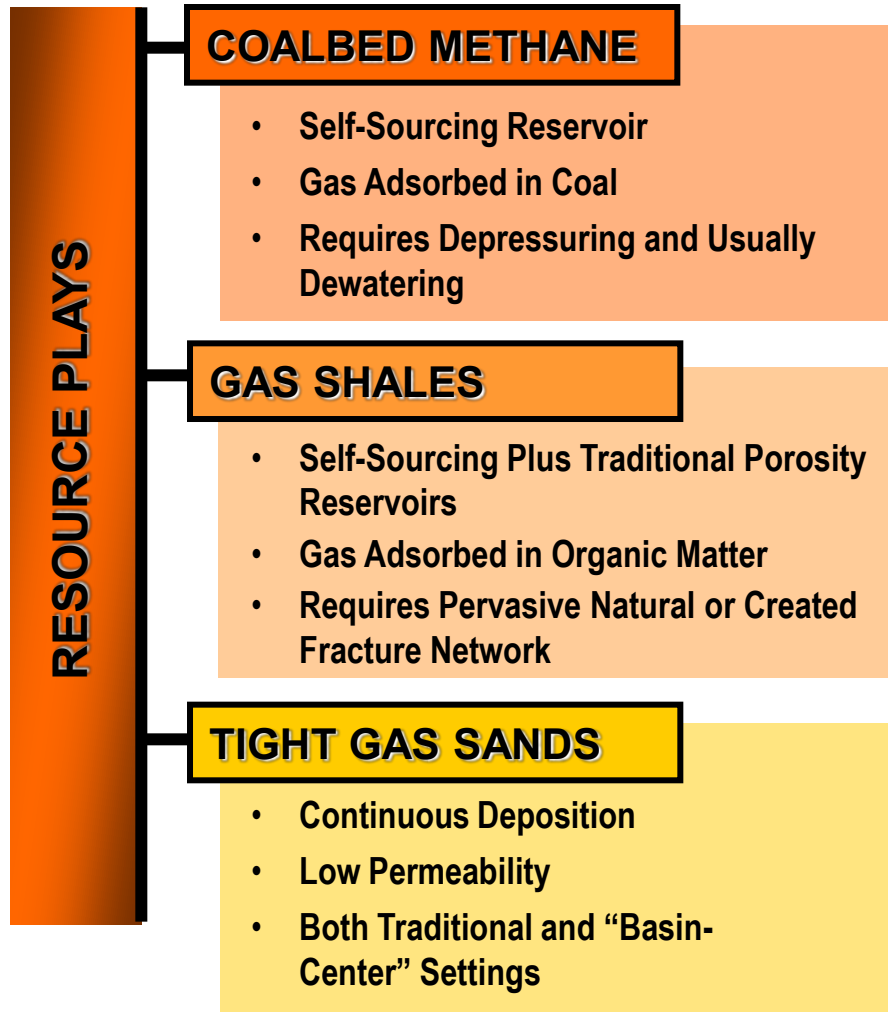 RESOURCE PLAYS
COALBED METHANE
• Self-Sourcing Reservoir
• Gas Adsorbed in Coal
• Requires Depressuring and Usually
Dewatering
GAS SHALES
• Self-Sourcing Plus Traditional Porosity
Reservoirs
• Gas Adsorbed in Organic Matter
• Requires Pervasive Natural or Created
Fracture Network
TIGHT GAS SANDS
• Continuous Deposition
• Low Permeability
• Both Traditional and “Basin-
Center” Settings